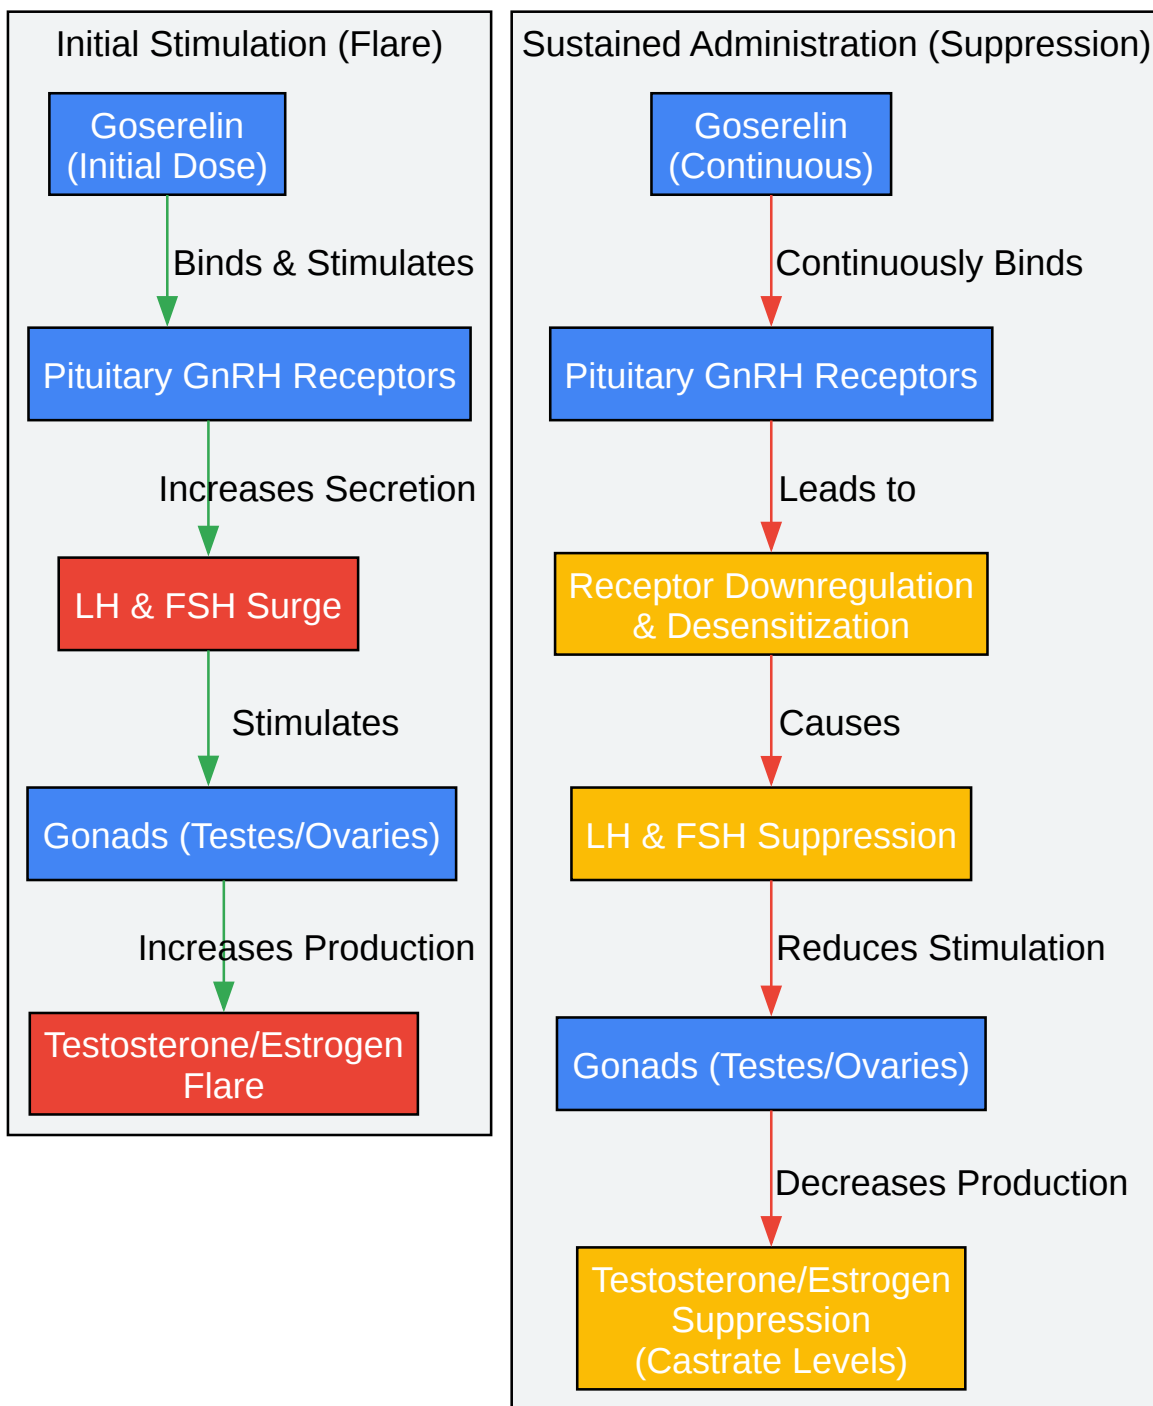 Initial Stimulation (Flare)
Goserelin
(Initial Dose)
Binds & Stimulates
Pituitary GnRH Receptors
Increases Secretion
LH & FSH Surge
Stimulates
Gonads (Testes/Ovaries)
Increases Production
Testosterone/Estrogen
Flare
Sustained Administration (Suppression)
Goserelin
(Continuous)
Continuously Binds
Pituitary GnRH Receptors
Leads to
Receptor Downregulation
& Desensitization
Causes
LH & FSH Suppression
Reduces Stimulation
Gonads (Testes/Ovaries)
Decreases Production
Testosterone/Estrogen
Suppression
(Castrate Levels)